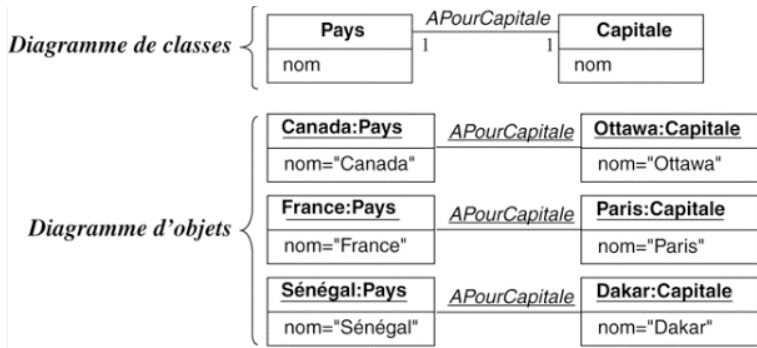 APourCapitale
Diagramme de classes
Pays
1
1
Capitale
nom
nom
Diagramme d'objets
Canada:Pays
APourCapitale
Ottawa:Capitale
nom="Canada"
nom="Ottawa"
France:Pays
APourCapitale
Paris:Capitale
nom="France"
nom="Paris"
Sénégal:Pays
APourCapitale
Dakar:Capitale
nom="Sénégal"
nom="Dakar"